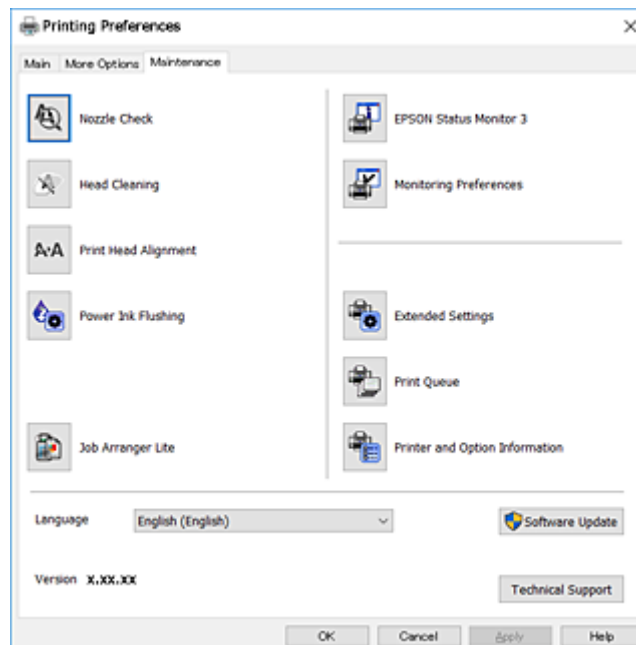 Printing Preferences
Main More Options Maintenance
Nozzle Check
EPSON Status Monitor 3
Head Cleaning
Monitoring Preferences
A·A Print Head Alignment
Power Ink Flushing
Extended Settings
Print Queue
Job Arranger Lite
Printer and Option Information
Language English (English) Software Update
Version X.XX.XX
Technical Support
OK Cancel Apply Help